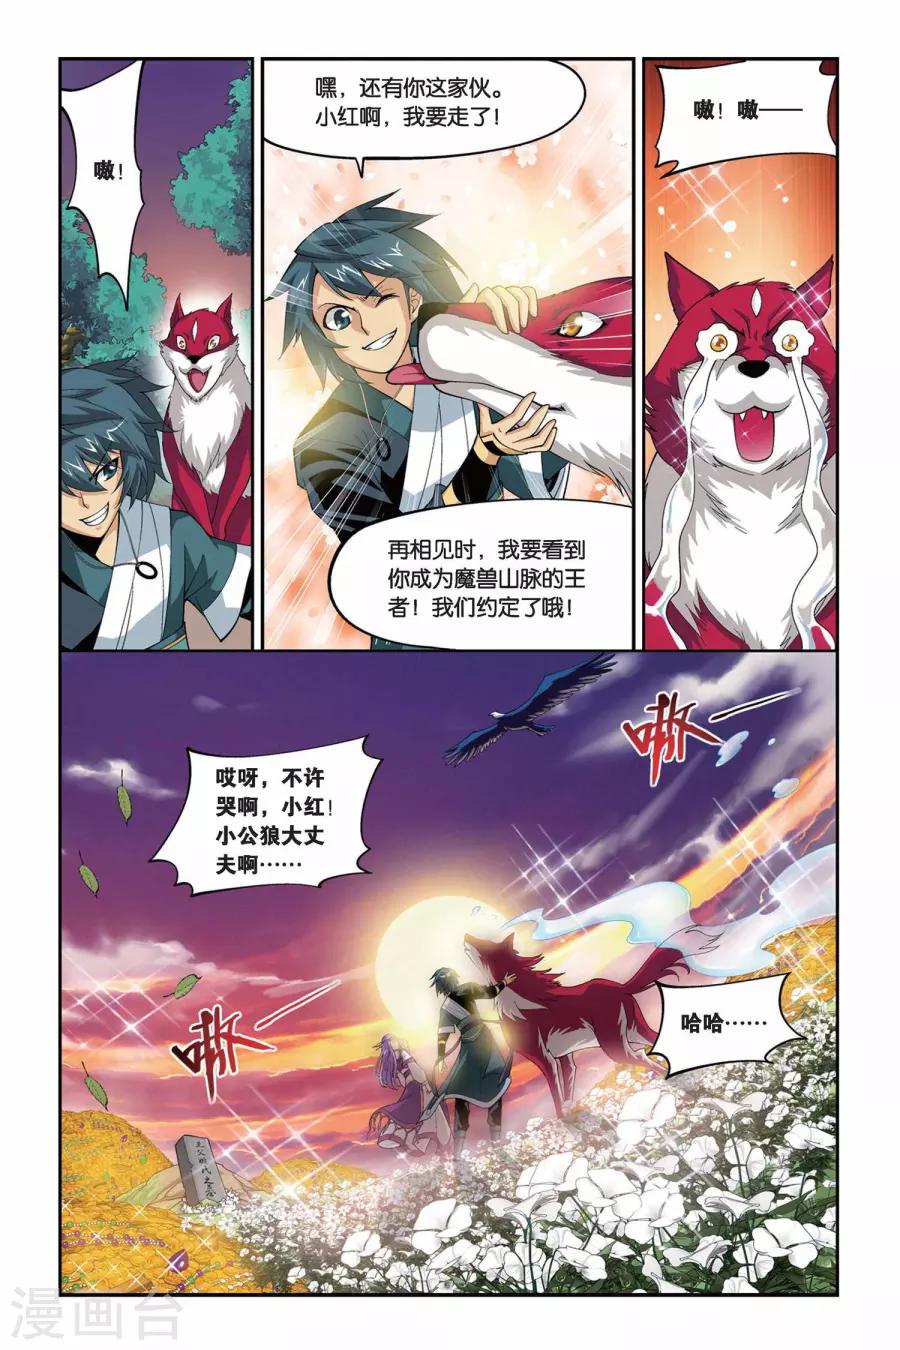 嗷！
嘿，还有你这家伙。
小红啊，我要走了！
再相见时，我要看到
你成为魔兽山脉的王
者！我们约定了哦！
嗷！嗷——
嗷—
哎呀，不许
哭啊，小红！
小公狼大丈
夫啊……
嗷—
哈哈……
漫画台